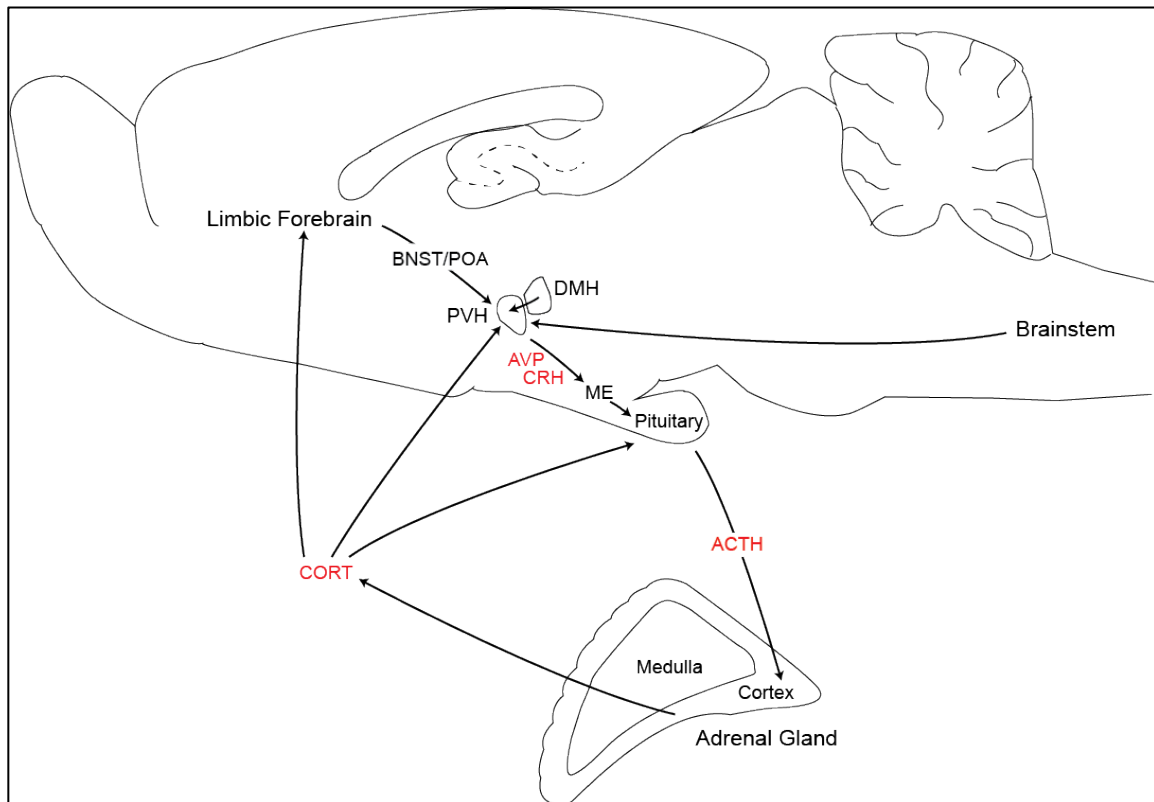 Limbic Forebrain
BNST/POA
DMH
PVH
Brainstem
AVP
CRH
ME
Pituitary
ACTH
CORT
Medulla
Cortex
Adrenal Gland